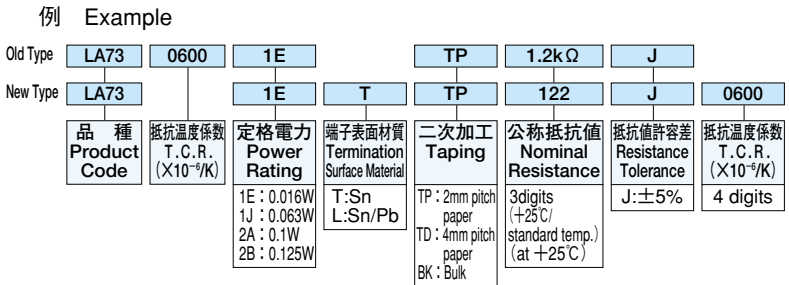 例 Example
Old Type LA73 0600 1E TP 1.2kΩ J
New Type LA73 1E T TP 122 J 0600
品 種
Product
Code
抵抗温度係数
T.C.R.
(×10⁻⁶/K)
定格電力
Power
Rating
1E：0.016W
1J：0.063W
2A：0.1W
2B：0.125W
端子表面材質
Termination
Surface Material
T:Sn
L:Sn/Pb
二次加工
Taping
TP：2mm pitch
paper
TD：4mm pitch
paper
BK：Bulk
公称抵抗値
Nominal
Resistance
3digits
(＋25℃/
standard temp.)
(at ＋25℃)
抵抗値許容差
Resistance
Tolerance
J:±5%
抵抗温度係数
T.C.R.
(×10⁻⁶/K)
4 digits